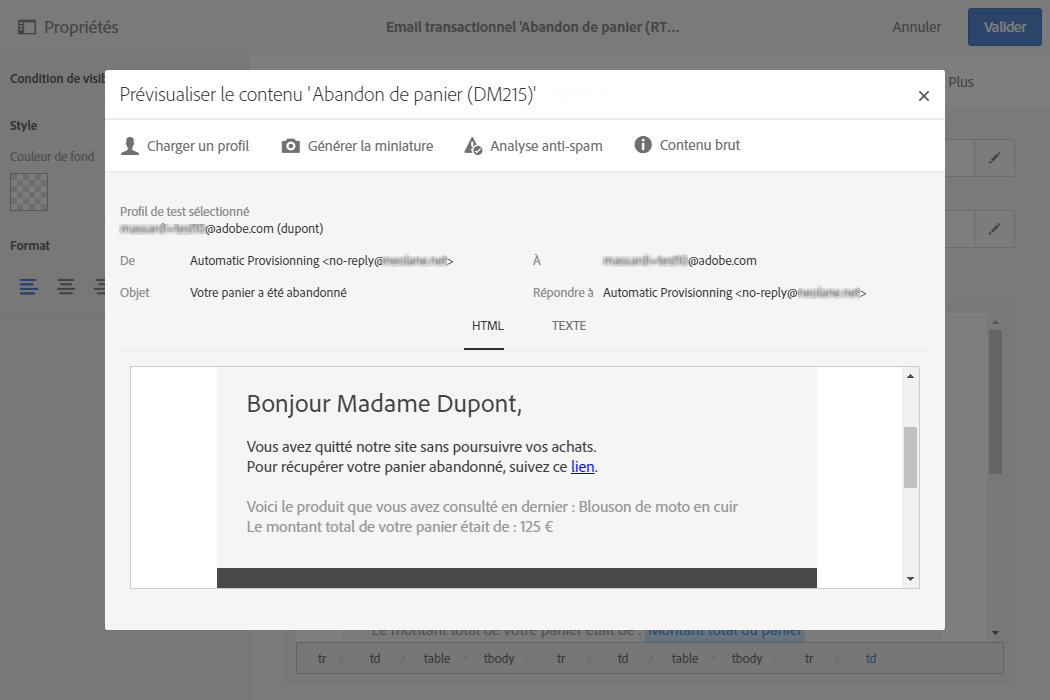 Propriétés
Email transactionnel 'Abandon de panier (RT...
Annuler
Valider
Condition de visib
Plus
Style
Couleur de fond
Format
Prévisualiser le contenu 'Abandon de panier (DM215)'
Charger un profil
Générer la miniature
Analyse anti-spam
Contenu brut
Profil de test sélectionné
@adobe.com (dupont)
De Automatic Provisionning <no-reply@ >
À @adobe.com
Objet Votre panier a été abandonné
Répondre à Automatic Provisionning <no-reply@ >
HTML
TEXTE
Bonjour Madame Dupont,
Vous avez quitté notre site sans poursuivre vos achats.
Pour récupérer votre panier abandonné, suivez ce lien.
Voici le produit que vous avez consulté en dernier : Blouson de moto en cuir
Le montant total de votre panier était de : 125 €
Le montant total de votre panier était de : Montant total du panier
tr td table tbody tr td table tbody tr td